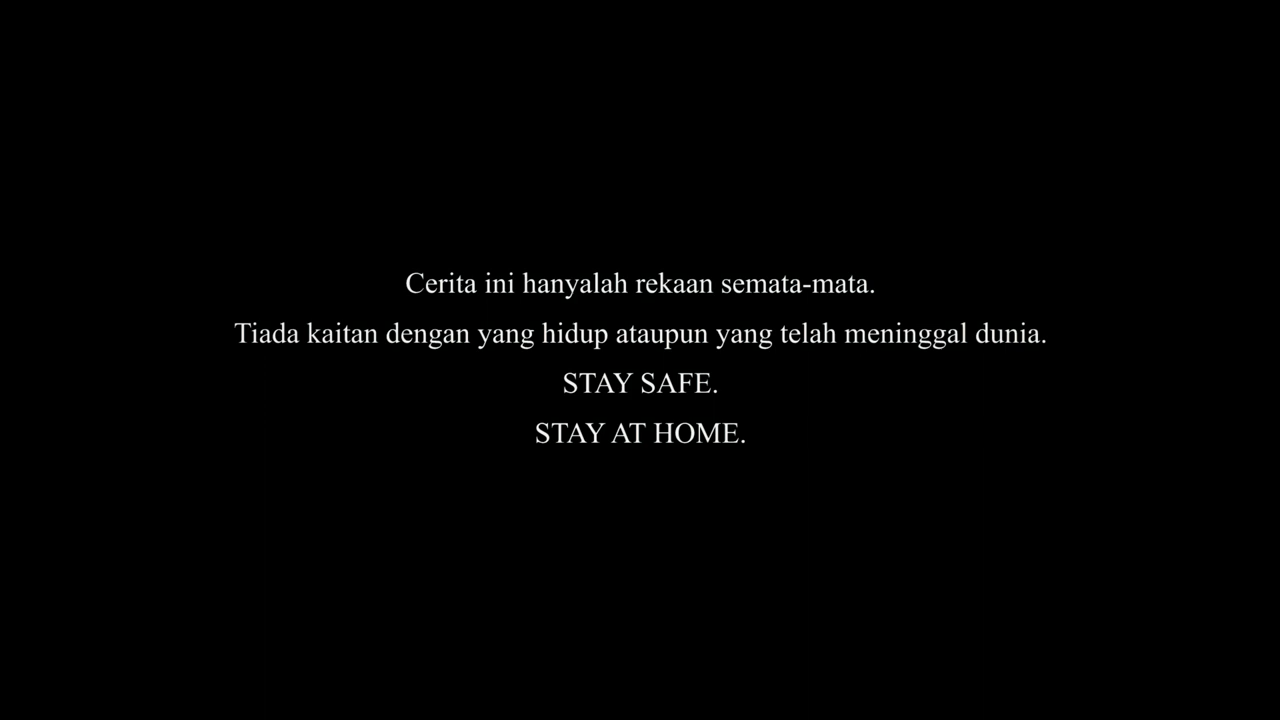 Cerita ini hanyalah rekaan semata-mata.
Tiada kaitan dengan yang hidup ataupun yang telah meninggal dunia.
STAY SAFE.
STAY AT HOME.